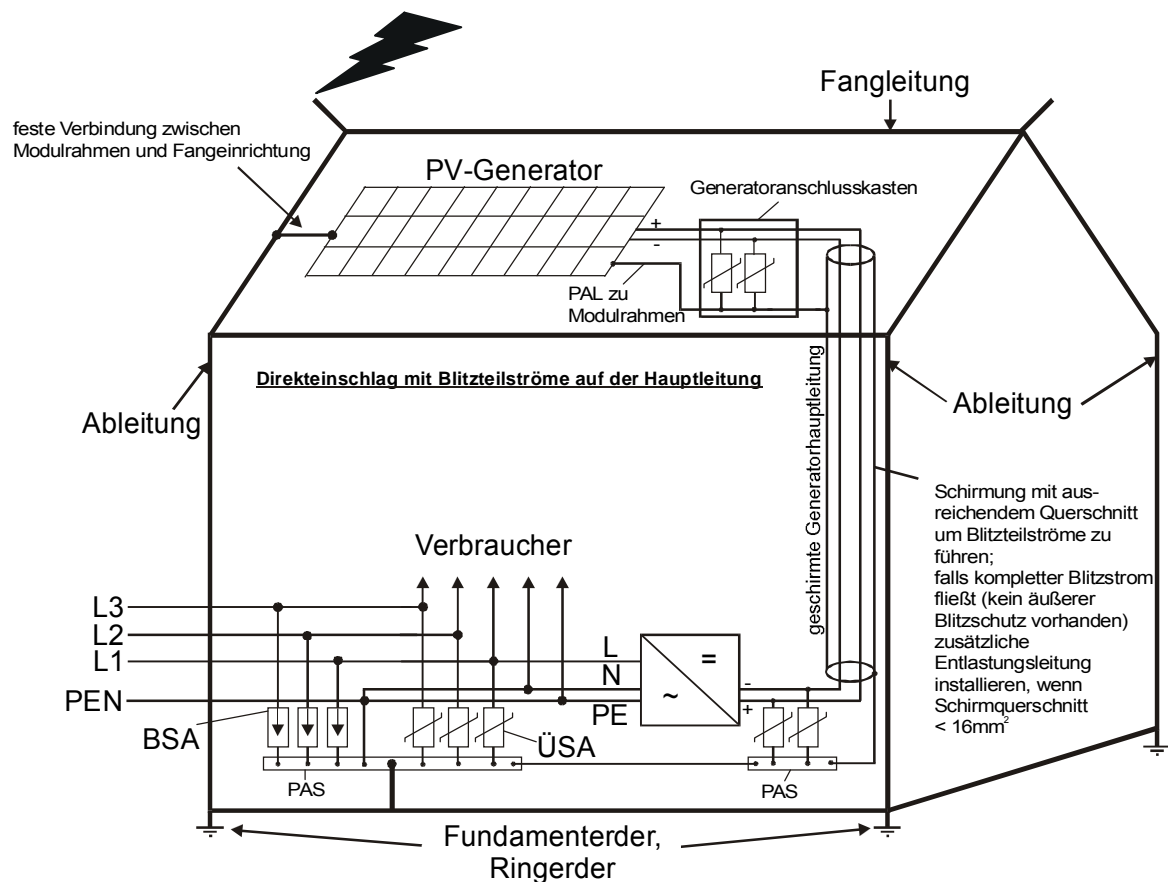 Fangleitung
feste Verbindung zwischen
Modulrahmen und Fangeinrichtung
PV-Generator
Generatoranschlusskasten
+
-
PAL zu
Modulrahmen
Direkteinschlag mit Blitzteilströme auf der Hauptleitung
geschirmte Generatorhauptleitung
Ableitung
Ableitung
Schirmung mit aus-
reichendem Querschnitt
um Blitzteilströme zu
führen;
falls kompletter Blitzstrom
fließt (kein äußerer
Blitzschutz vorhanden)
zusätzliche
Entlastungsleitung
installieren, wenn
Schirmquerschnitt
< 16mm²
Verbraucher
L3
L2
L1
PEN
L
N
PE
=
~
-
+
BSA
ÜSA
PAS
PAS
Fundamenterder,
Ringerder